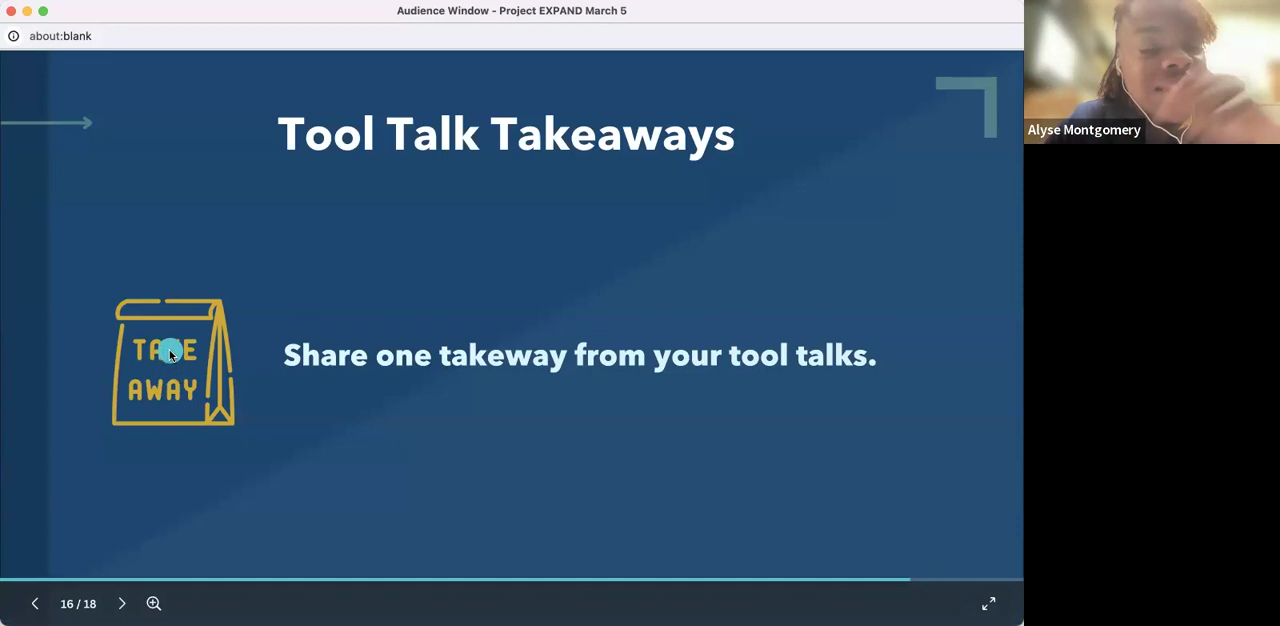 Audience Window - Project EXPAND March 5
about:blank
Tool Talk Takeaways
TAKE
AWAY
Share one takeway from your tool talks.
16 / 18
Alyse Montgomery